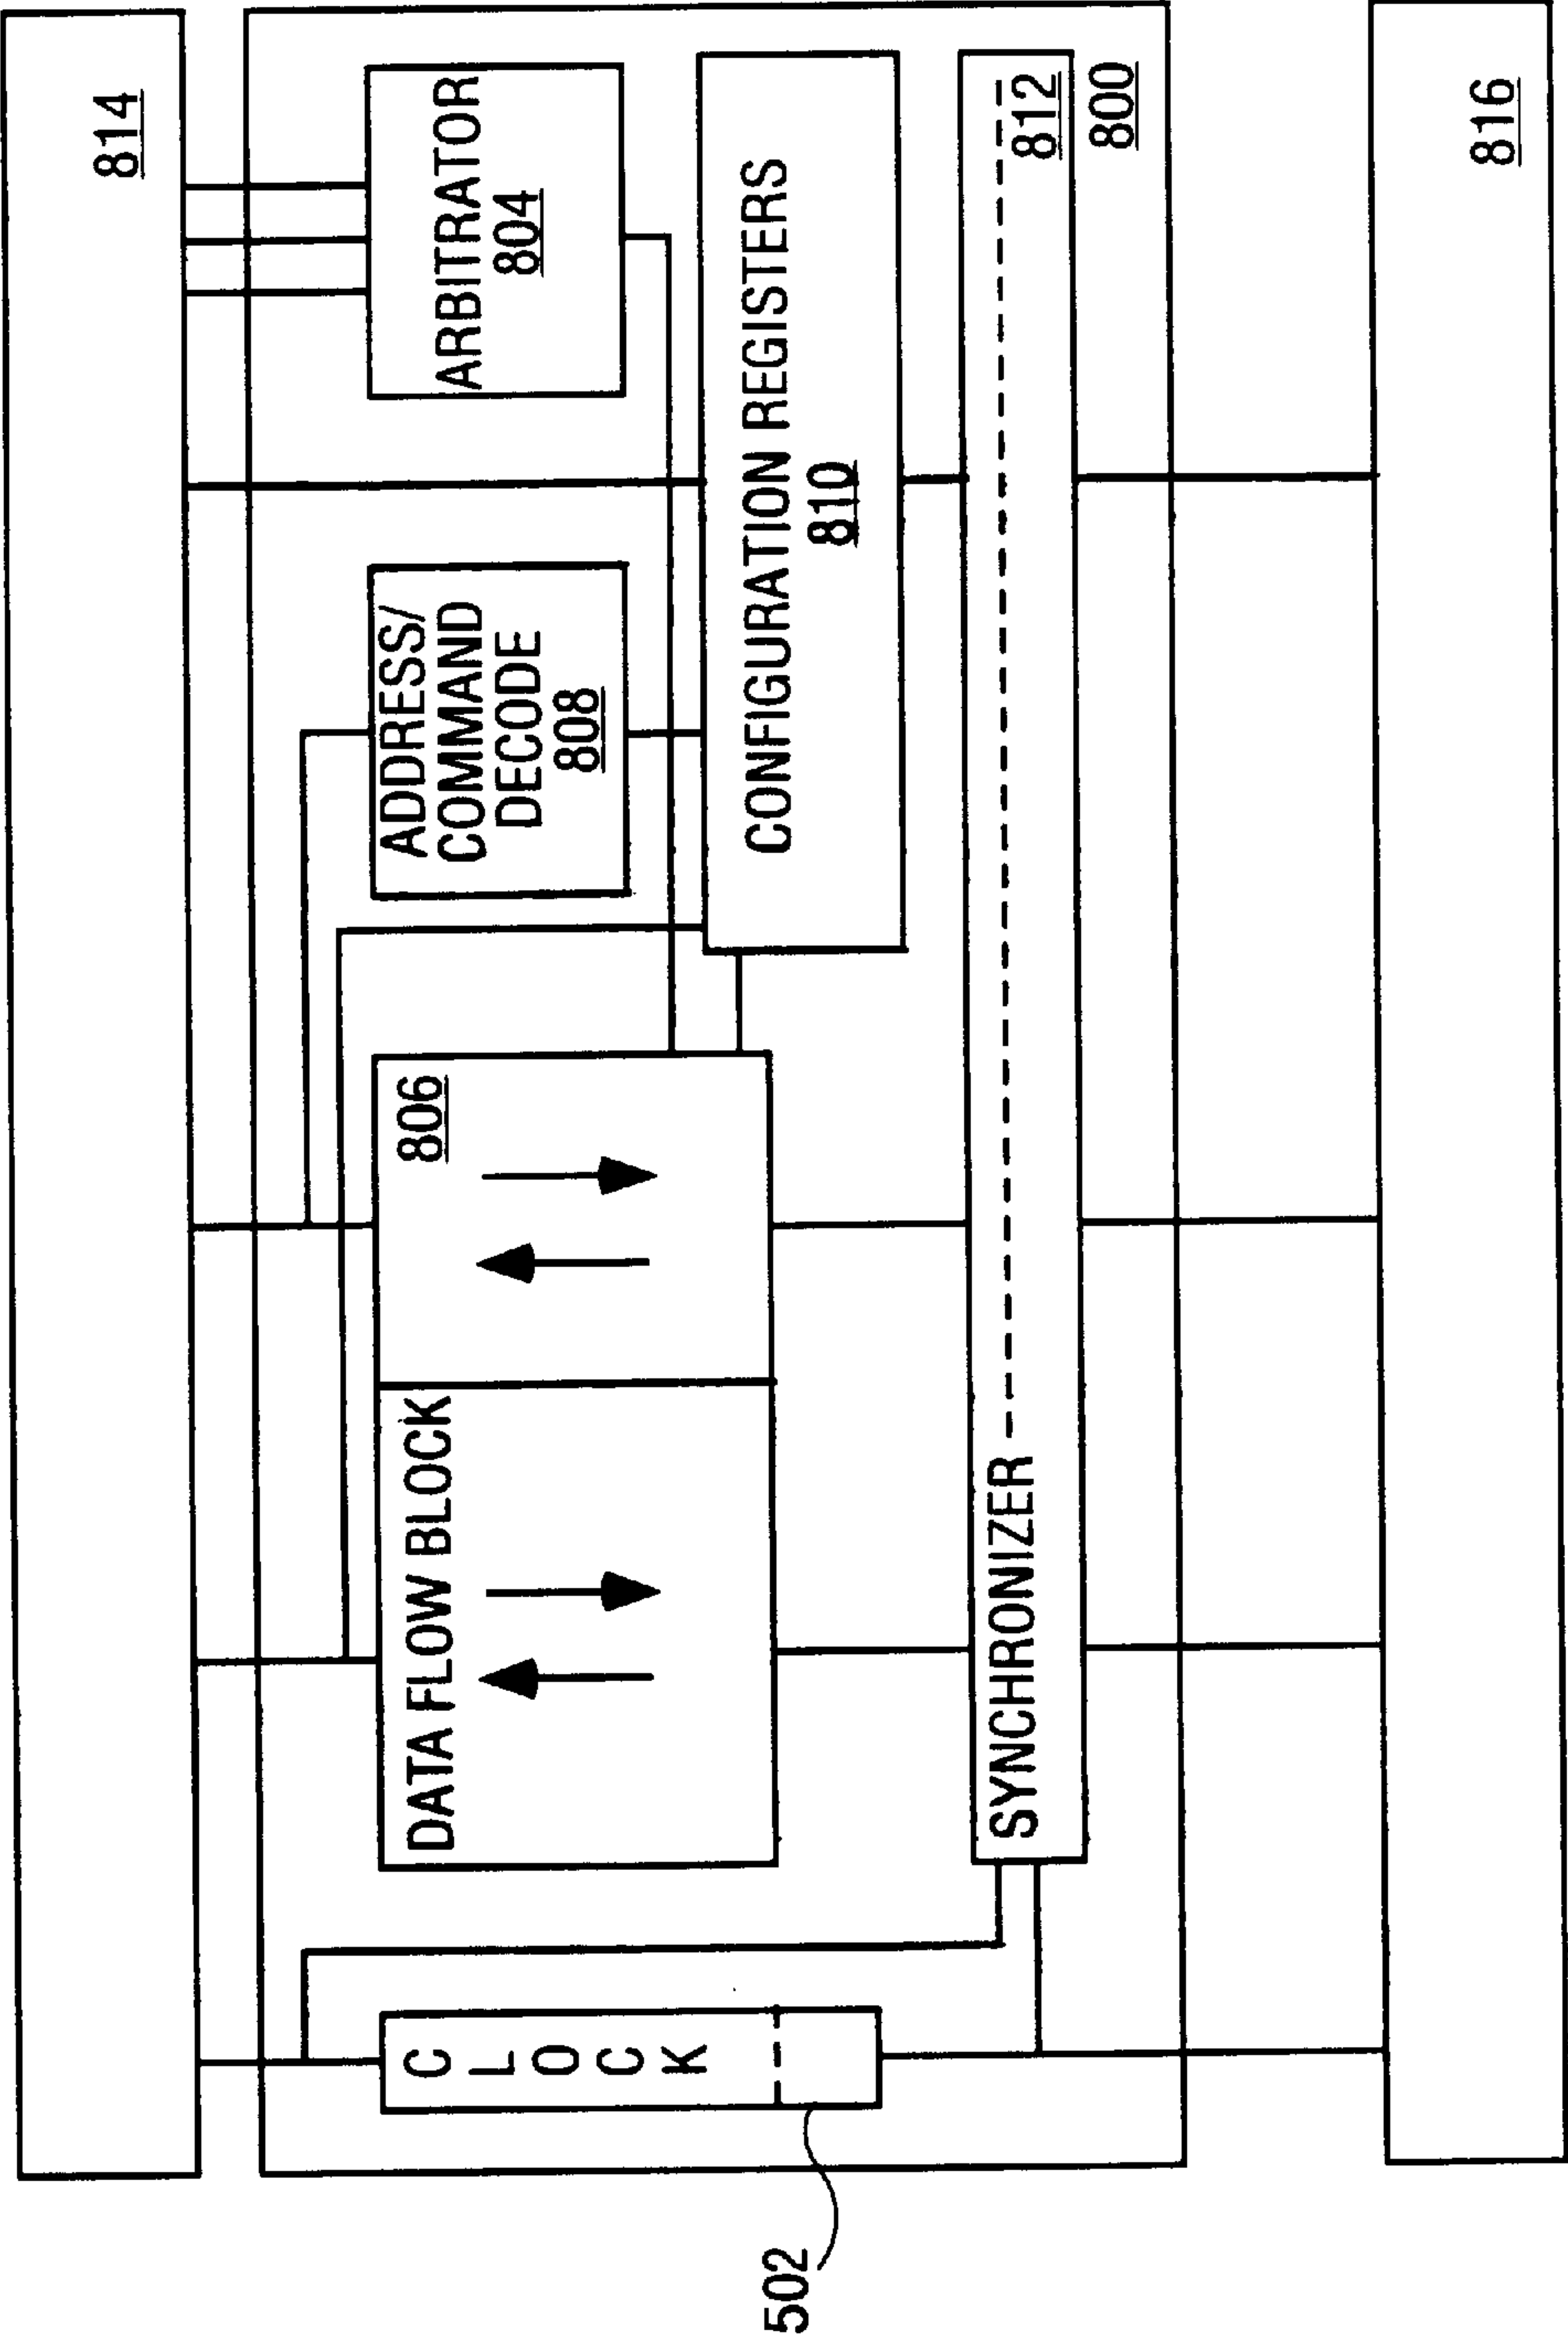 814
ARBITRATOR
804
ADDRESS/
COMMAND
DECODE
808
CONFIGURATION REGISTERS
810
806
DATA FLOW BLOCK
SYNCHRONIZER
812
800
CLOCK
502
816